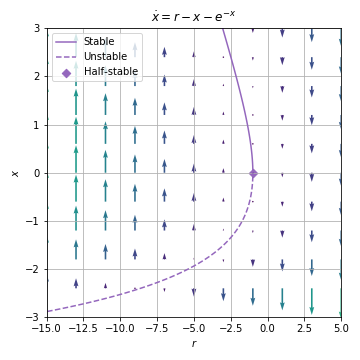 ẋ = r − x − e⁻ˣ
Stable
Unstable
Half-stable
3
2
1
0
−1
−2
−3
x
−15.0 −12.5 −10.0 −7.5 −5.0 −2.5 0.0 2.5 5.0
r